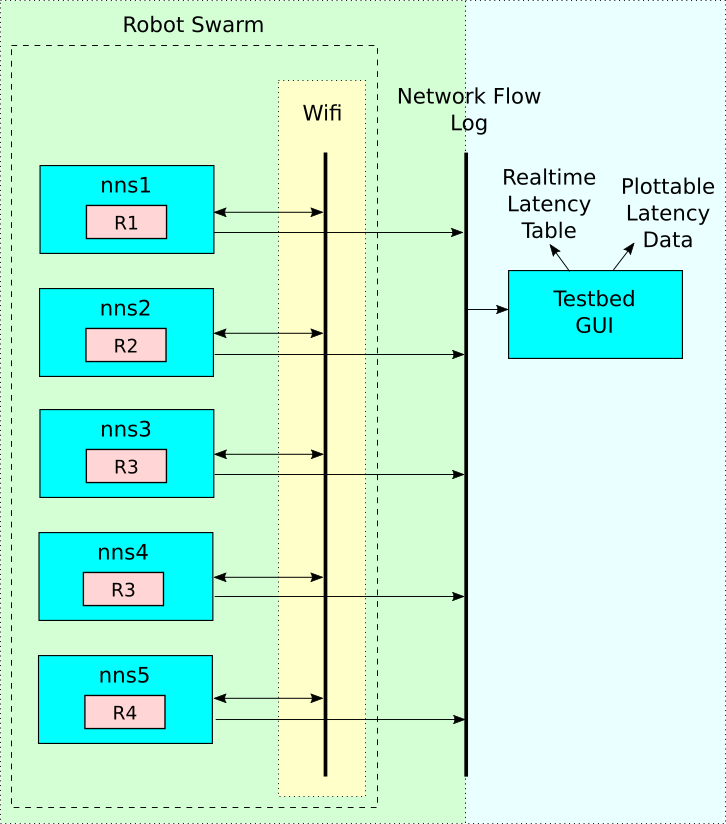 Robot Swarm
Wifi
Network Flow
Log
nns1
R1
nns2
R2
nns3
R3
nns4
R3
nns5
R4
Realtime
Latency
Table
Plottable
Latency
Data
Testbed
GUI